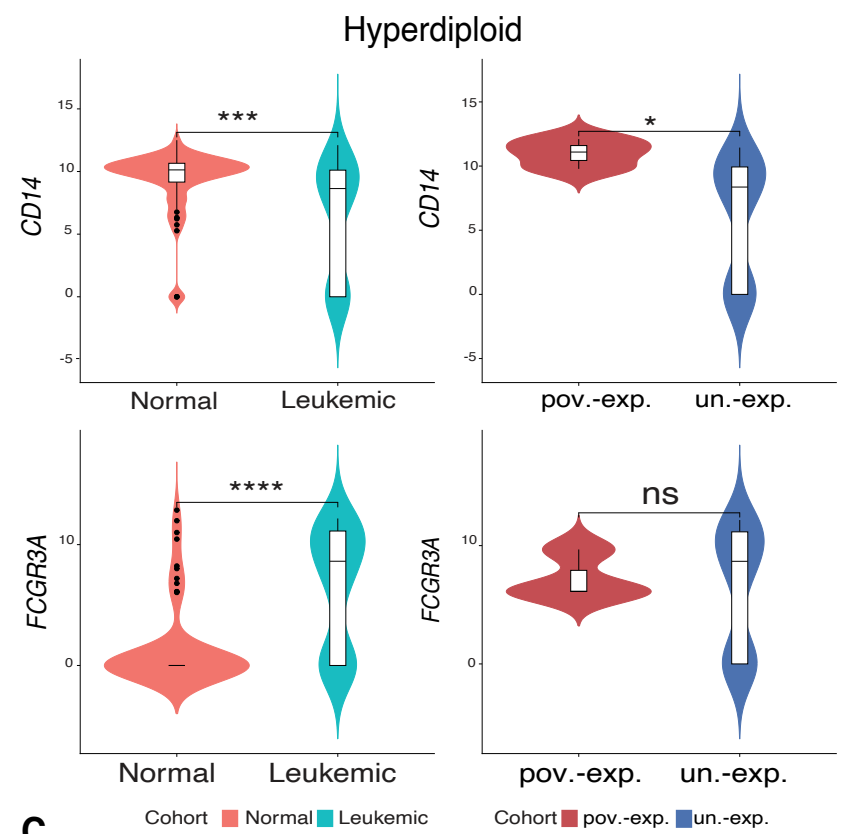 Hyperdiploid
*** *
15 15
10 10
5 5
0 0
-5 -5
CD14 CD14
Normal Leukemic pov.-exp. un.-exp.
**** ns
10 10
0 0
FCGR3A FCGR3A
Normal Leukemic pov.-exp. un.-exp.
Cohort Normal Leukemic Cohort pov.-exp. un.-exp.